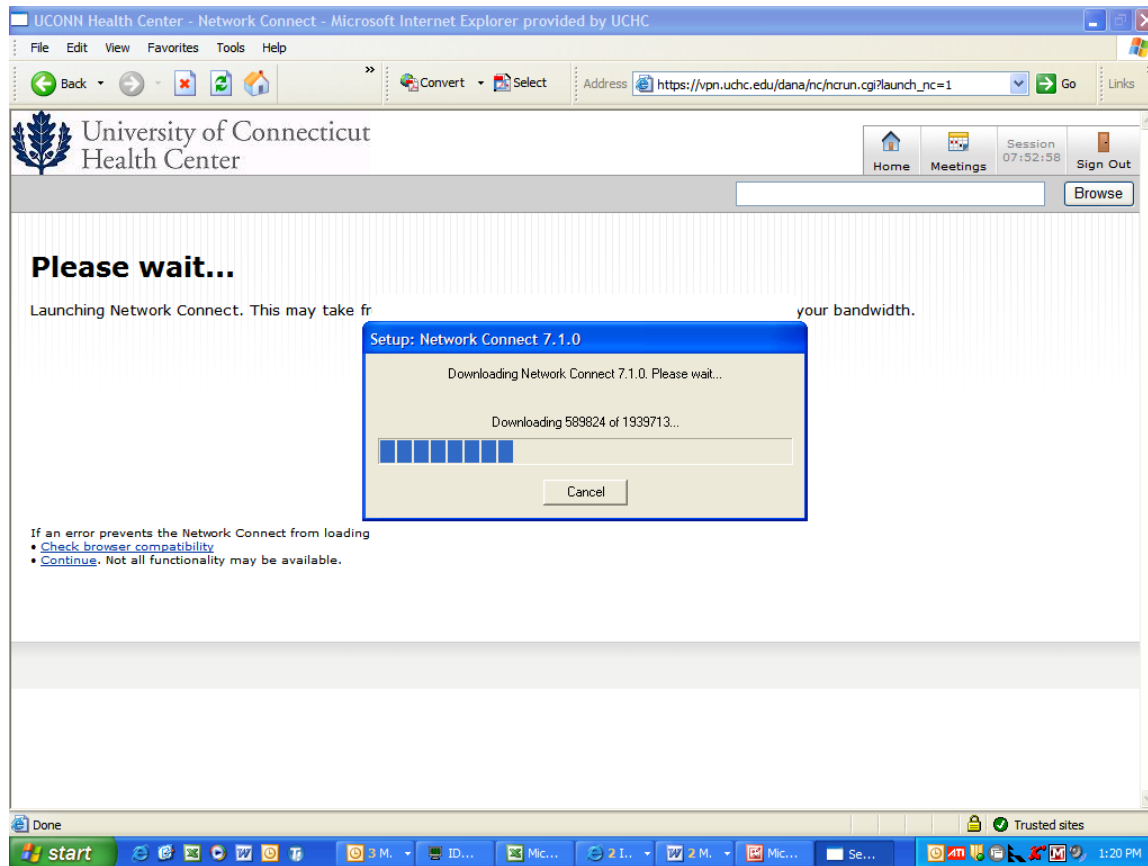 UCONN Health Center - Network Connect - Microsoft Internet Explorer provided by UCHC
File Edit View Favorites Tools Help
Back » Convert Select Address https://vpn.uchc.edu/dana/nc/ncrun.cgi?launch_nc=1 Go Links
University of Connecticut
Health Center
Home Meetings Session 07:52:58 Sign Out
Browse
Please wait...
Launching Network Connect. This may take fr your bandwidth.
Setup: Network Connect 7.1.0
Downloading Network Connect 7.1.0. Please wait...
Downloading 589824 of 1939713...
Cancel
If an error prevents the Network Connect from loading
• Check browser compatibility
• Continue. Not all functionality may be available.
Done Trusted sites
start 3 M. ID... Mic... 2 I.. 2 M. Mic... Se... 1:20 PM